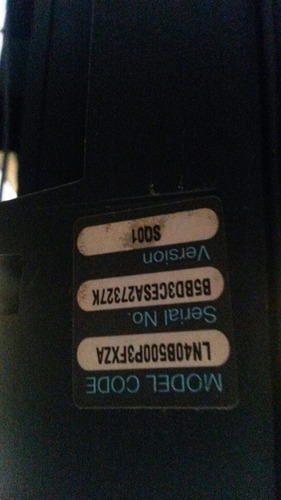 MODEL CODE
LN40B500P3FXZA
Serial No.
B5BD3CESA27327K
Version
SQ01